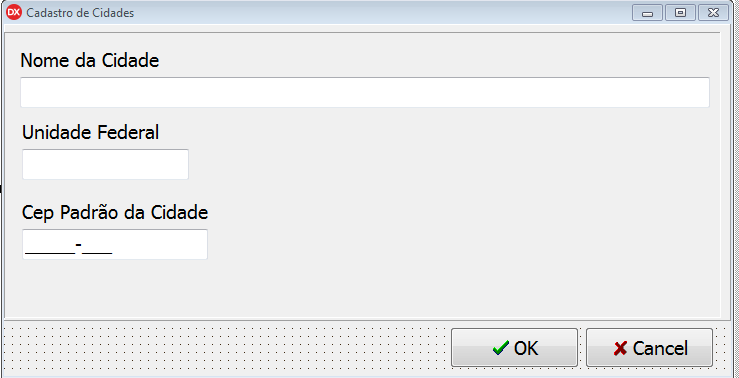 DX Cadastro de Cidades
Nome da Cidade
Unidade Federal
Cep Padrão da Cidade
_____-___
OK Cancel